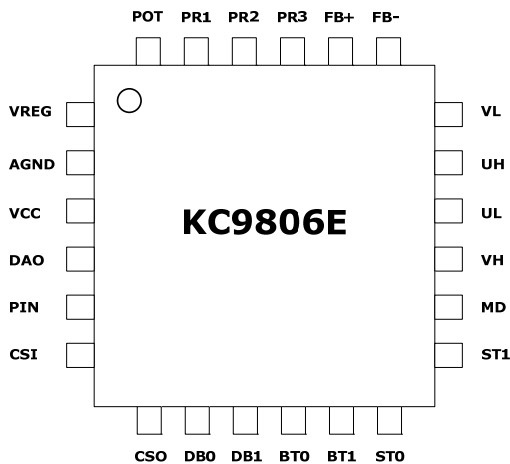 POT PR1 PR2 PR3 FB+ FB-
VREG VL
AGND UH
VCC UL
KC9806E
DAO VH
PIN MD
CSI ST1
CSO DB0 DB1 BT0 BT1 ST0